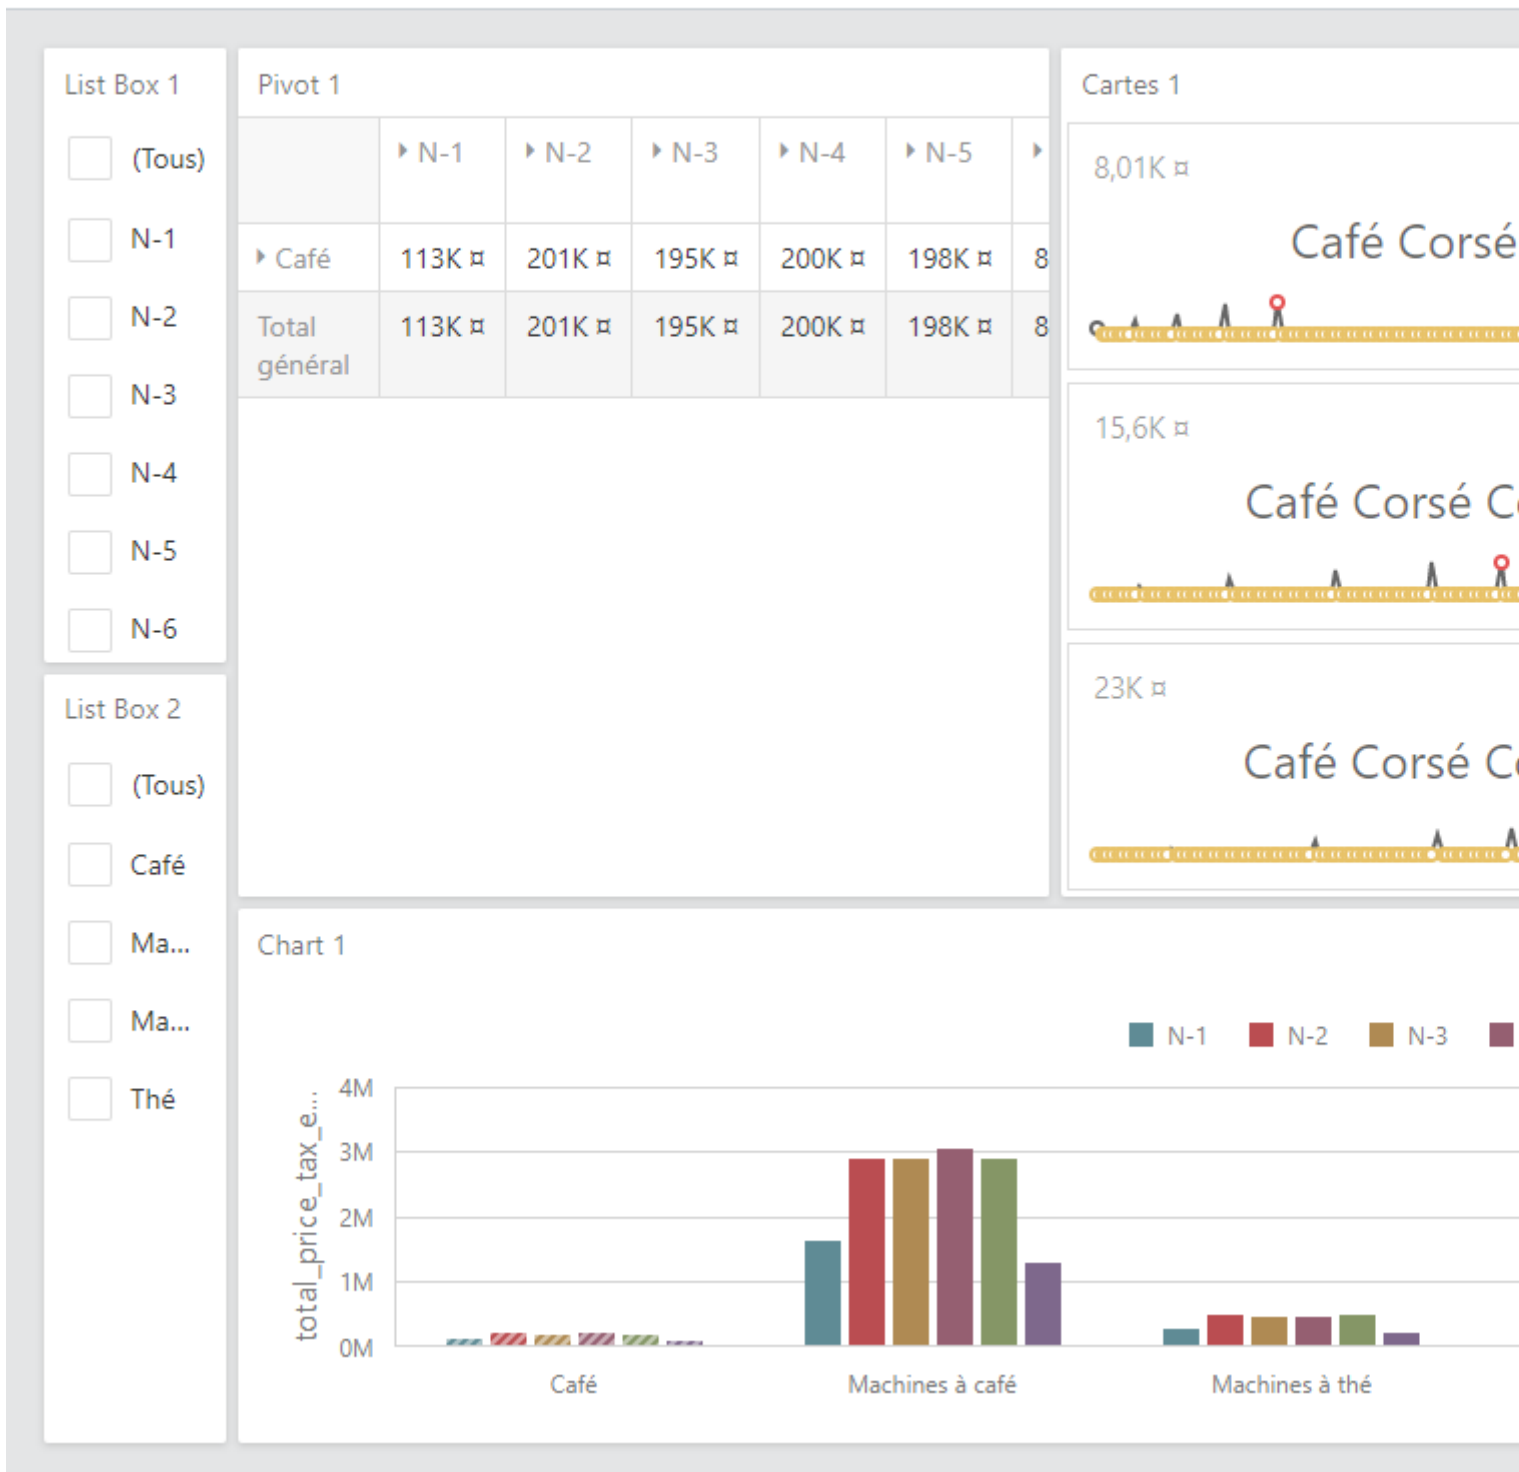 List Box 1
(Tous)
N-1
N-2
N-3
N-4
N-5
N-6
List Box 2
(Tous)
Café
Ma...
Ma...
Thé
Pivot 1
N-1 N-2 N-3 N-4 N-5
Café 113K ¤ 201K ¤ 195K ¤ 200K ¤ 198K ¤ 8
Total général 113K ¤ 201K ¤ 195K ¤ 200K ¤ 198K ¤ 8
Cartes 1
8,01K ¤
Café Corsé
15,6K ¤
Café Corsé C
23K ¤
Café Corsé C
Chart 1
N-1 N-2 N-3
total_price_tax_e...
4M
3M
2M
1M
0M
Café Machines à café Machines à thé